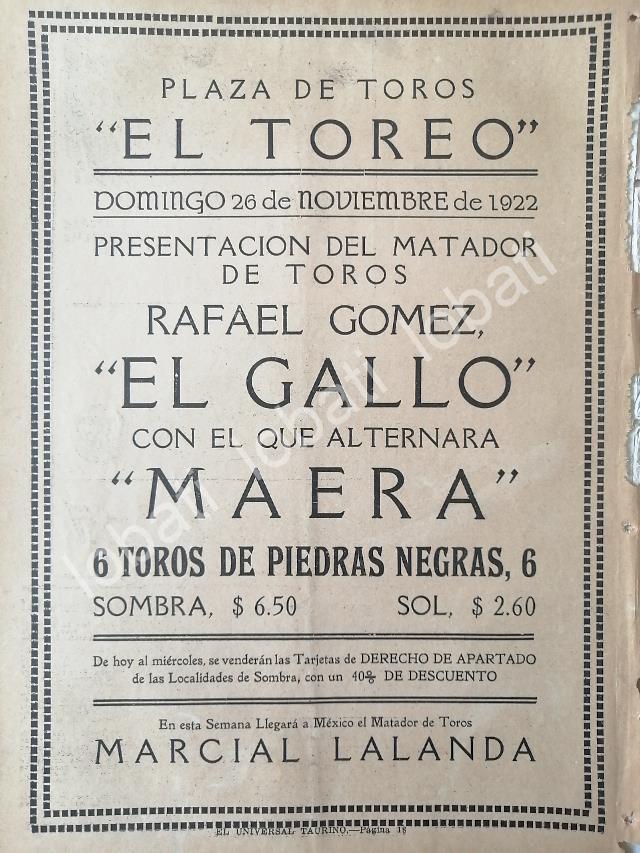 PLAZA DE TOROS
"EL TOREO"
DOMINGO 26 de NOVIEMBRE de 1922
PRESENTACION DEL MATADOR
DE TOROS
RAFAEL GOMEZ,
"EL GALLO"
CON EL QUE ALTERNARA
"MAERA"
6 TOROS DE PIEDRAS NEGRAS, 6
SOMBRA, $ 6.50 SOL, $ 2.60
De hoy al miércoles, se venderán las Tarjetas de DERECHO DE APARTADO
de las Localidades de Sombra, con un 40% DE DESCUENTO
En esta Semana Llegará a México el Matador de Toros
MARCIAL LALANDA
EL UNIVERSAL TAURINO.—Página 18
lobati lobati lobati